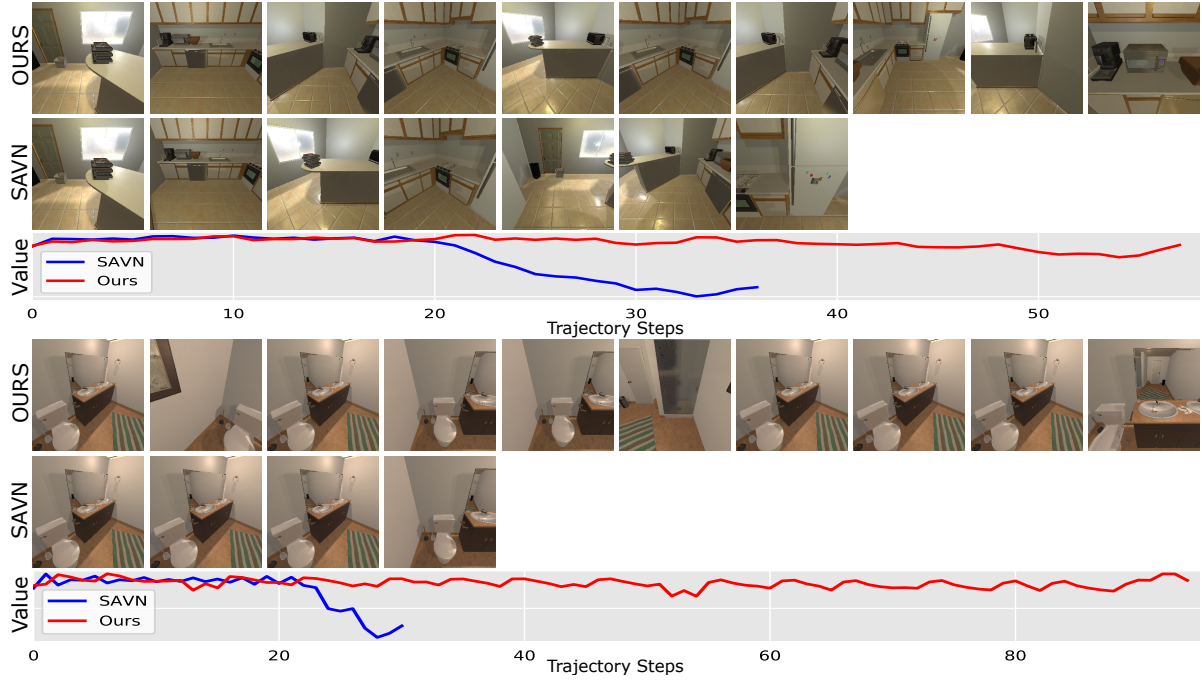 OURS
SAVN
Value
SAVN
Ours
0 10 20 30 40 50
Trajectory Steps
OURS
SAVN
Value
SAVN
Ours
0 20 40 60 80
Trajectory Steps